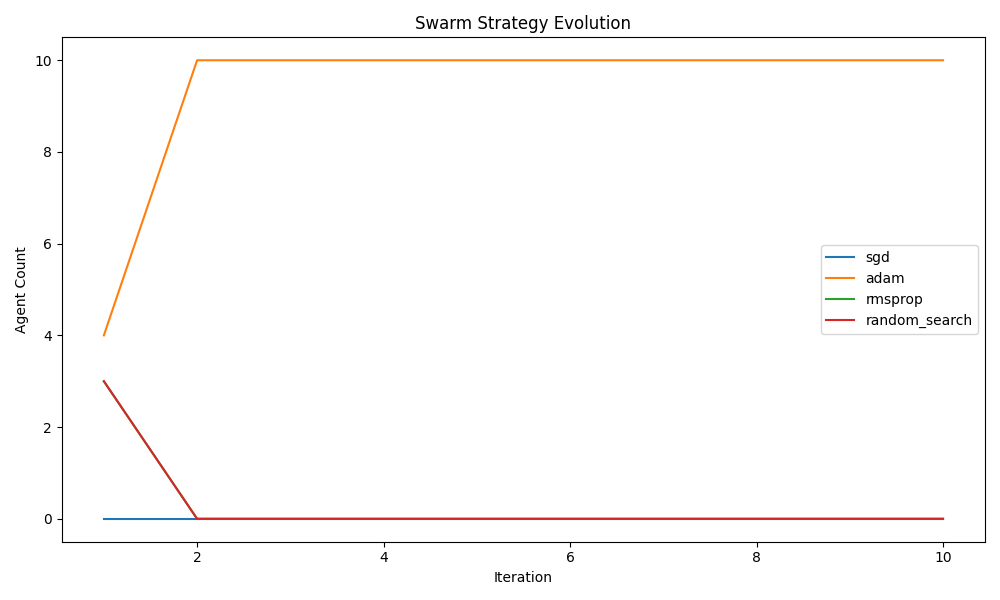 Swarm Strategy Evolution
10
8
6
4
2
0
Agent Count
sgd
adam
rmsprop
random_search
2
4
6
8
10
Iteration